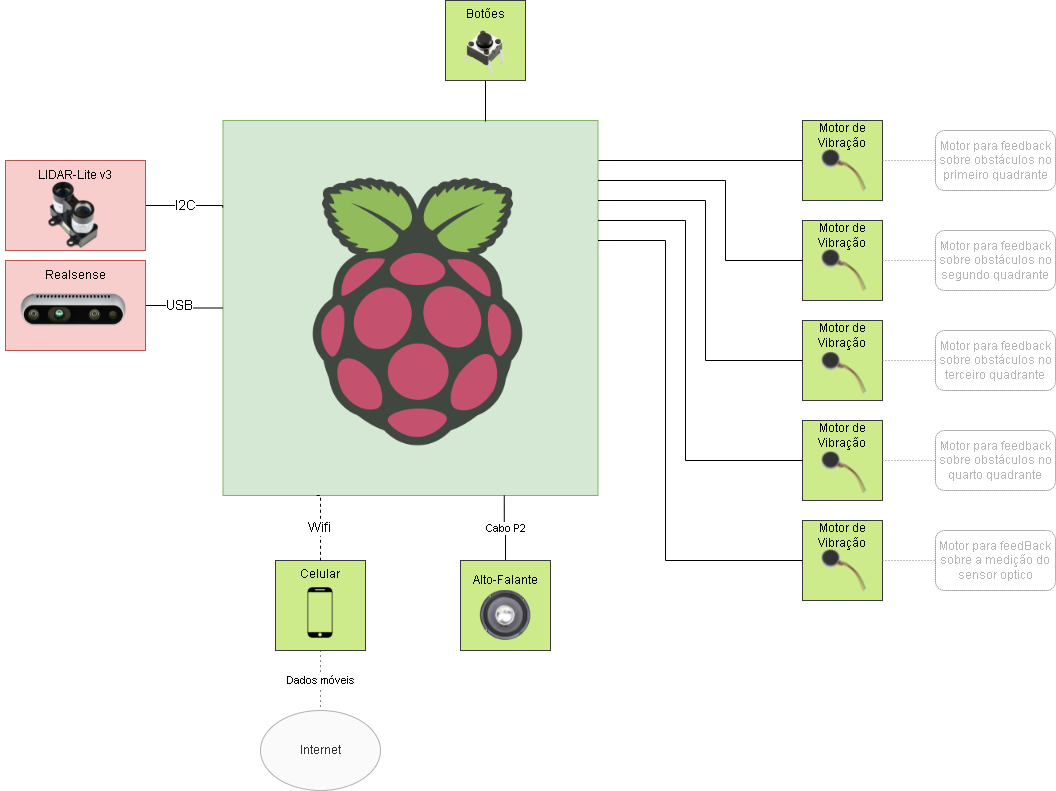 Botões
LIDAR-Lite v3
I2C
Realsense
USB
Motor de
Vibração
Motor para feedback
sobre obstáculos no
primeiro quadrante
Motor de
Vibração
Motor para feedback
sobre obstáculos no
segundo quadrante
Motor de
Vibração
Motor para feedback
sobre obstáculos no
terceiro quadrante
Motor de
Vibração
Motor para feedback
sobre obstáculos no
quarto quadrante
Motor de
Vibração
Motor para feedBack
sobre a medição do
sensor optico
Wifi
Cabo P2
Celular
Alto-Falante
Dados móveis
Internet